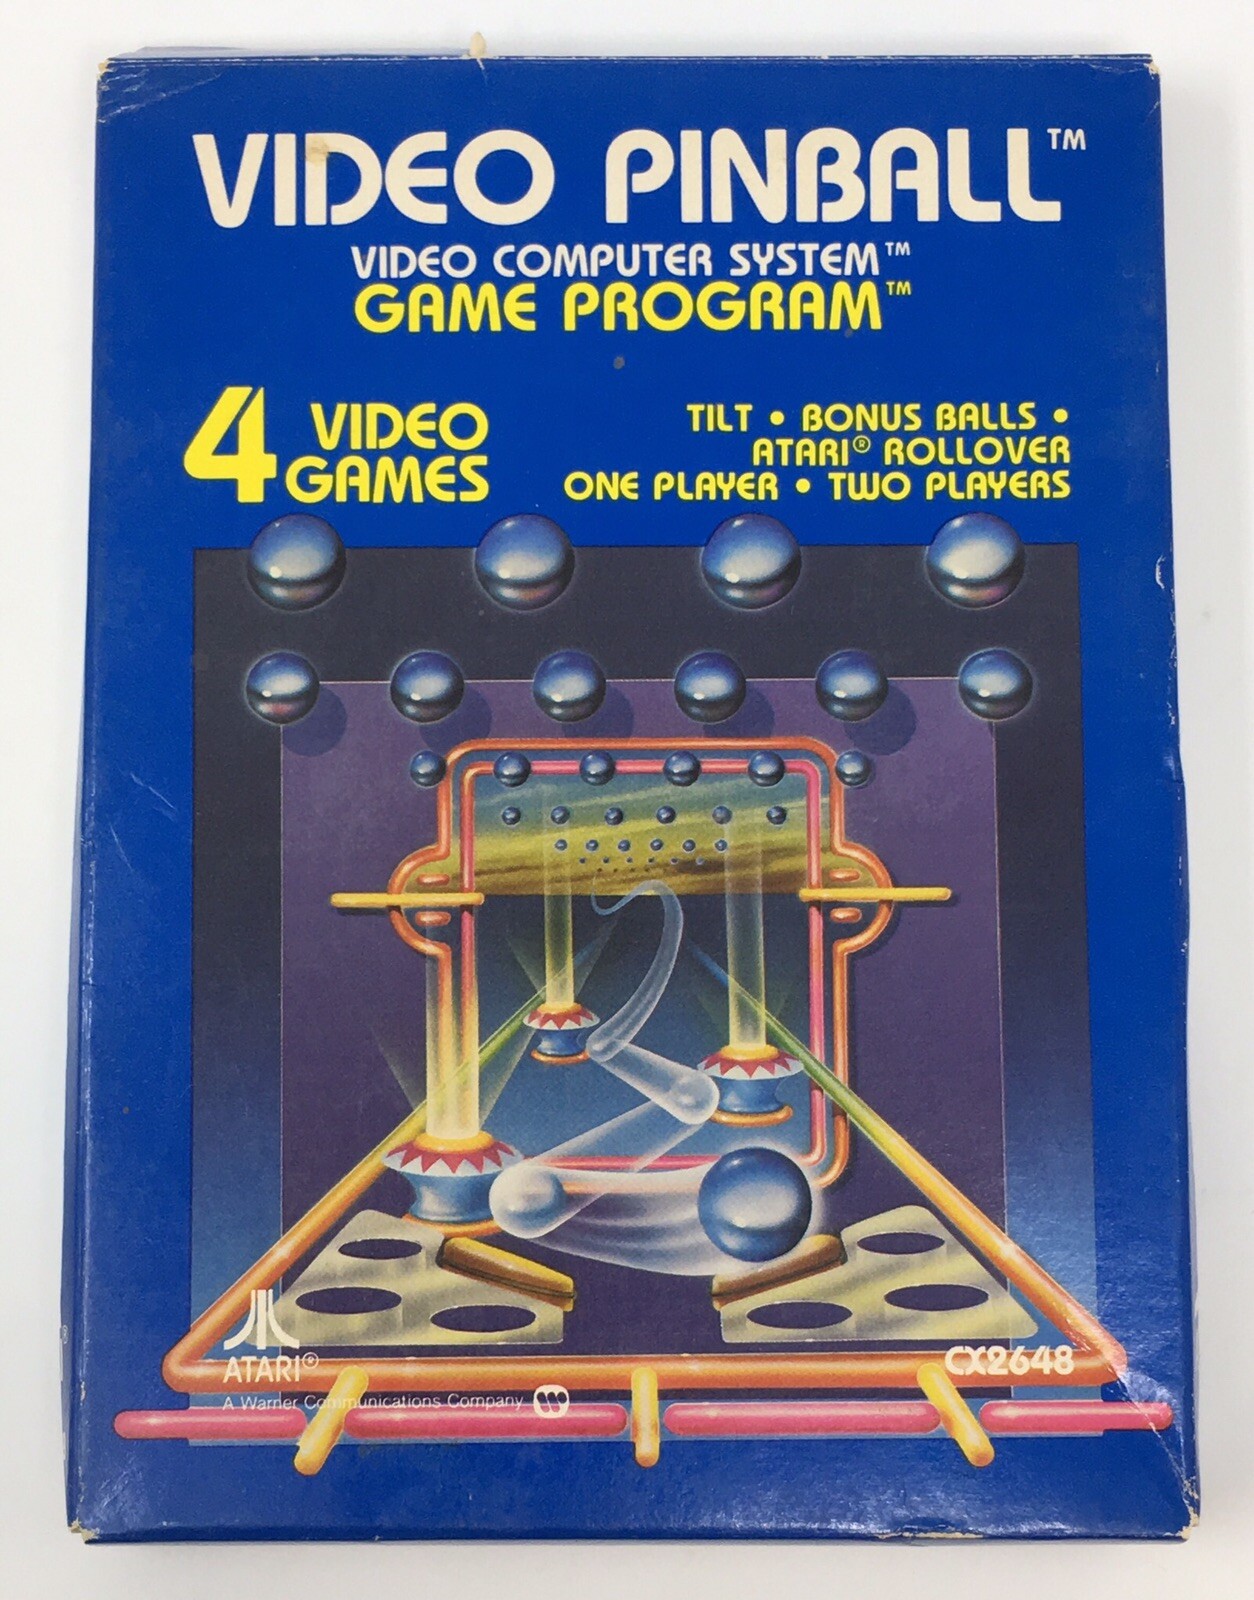 VIDEO PINBALL™
VIDEO COMPUTER SYSTEM™
GAME PROGRAM™
4 VIDEO GAMES
TILT • BONUS BALLS •
ATARI® ROLLOVER
ONE PLAYER • TWO PLAYERS
ATARI®
CX2648
A Warner Communications Company